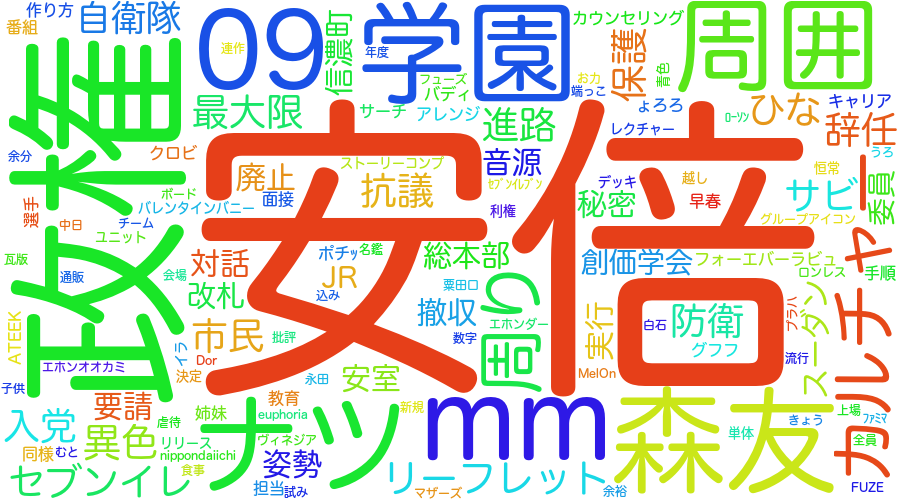 作り方
番組
自衛隊
09
連作
信濃町
年度
学園
カウンセリング
フューズ
バディ
端っこ
お力
保護
青色
周井
政権
最大限
サーチ
アレンジ
進路
ょろろ
ローソン
ひな
キャリア
辞任
うろ
余分
クロビ
廃止
ストーリーコンプ
音源
レクチャー
恒常
ボード
面接
抗議
セブンイレブン
デッキ
越し
サビ
委員
選手
バレンタインバニー
利権
秘密
早春
グループアイコン
中日
チーム
ユニット
安倍
瓦版
対話
ポチッ
名鑑
総本部
創価学会
フォーエバーラビュ
ロンレス
手順
通販
会場
JR
改札
込み
粟田口
撤収
周り
カルチャー
ATEEK
市民
批評
数字
エホンダー
実行
白石
防衛
プラハ
スーダン
エホンオオカミ
イラ
Dor
グフフ
MelOn
流行
子供
決定
永田
安室
要請
虐待
姉妹
教育
euphoria
ナツ
新規
mm
森友
きょう
上場
ファミマ
入党
異色
同様
むと
リリース
ヴィネジア
nippondaiichi
姿勢
単体
全員
セブンイレ
食事
担当
試み
リーフレット
マザーズ
余裕
FUZE